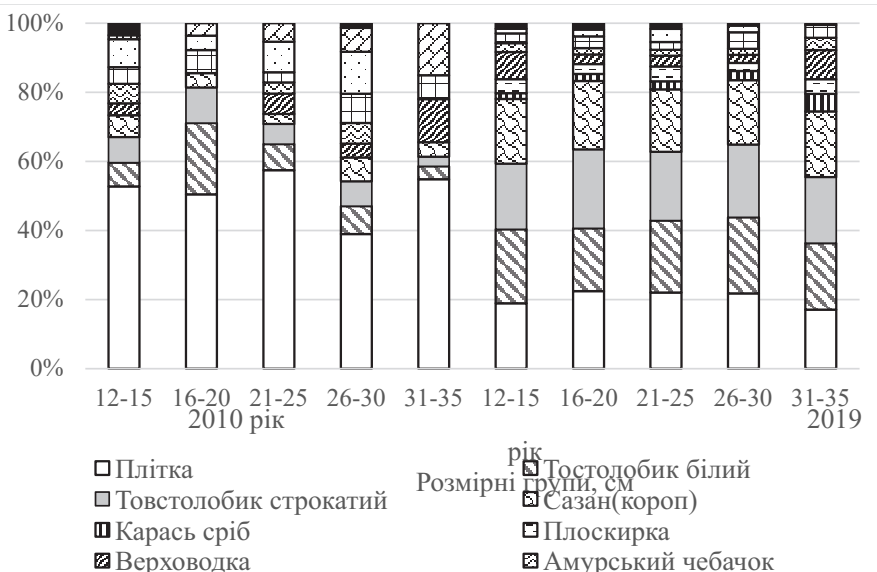 100%
80%
60%
40%
20%
0%
12-15 16-20 21-25 26-30 31-35 12-15 16-20 21-25 26-30 31-35
2010 рік 2019
рік
Розмірні групи, см
Плітка Тостолобик білий
Товстолобик строкатий Сазан(короп)
Карась сріб Плоскирка
Верховодка Амурський чебачок